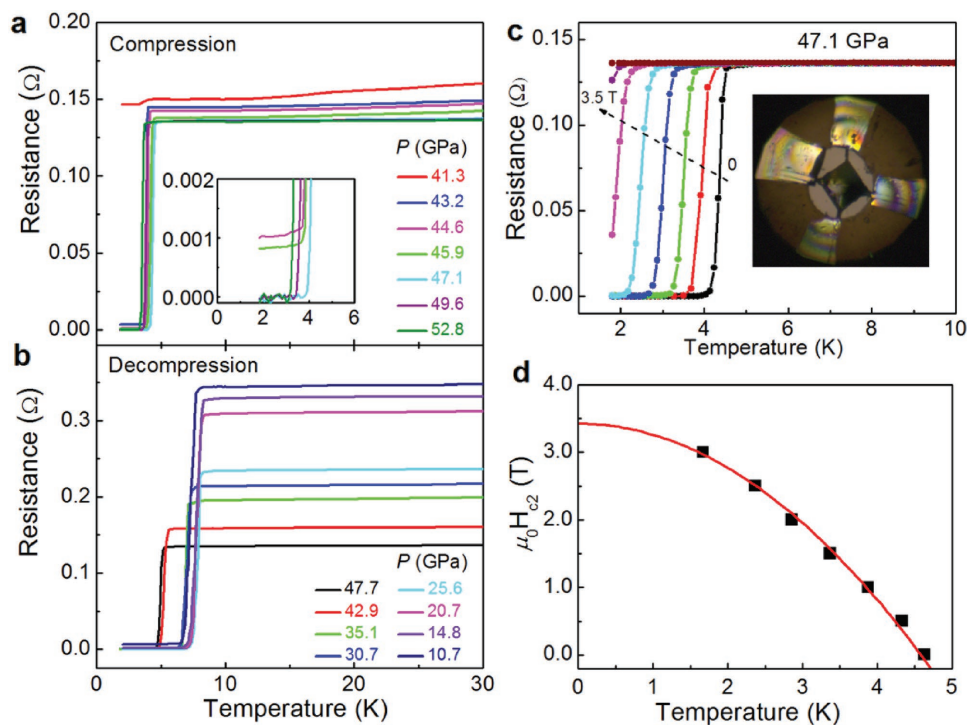 a
Compression
Resistance (Ω)
0.20
0.15
0.10
0.05
0.00
P (GPa)
41.3
43.2
44.6
45.9
47.1
49.6
52.8
0.002
0.001
0.000
0 2 4 6
b
Decompression
Resistance (Ω)
0.3
0.2
0.1
0.0
P (GPa)
47.7
42.9
35.1
30.7
25.6
20.7
14.8
10.7
0 10 20 30
Temperature (K)
c
47.1 GPa
Resistance (Ω)
0.15
0.10
0.05
0.00
3.5 T
0
2 4 6 8 10
Temperature (K)
d
μ0Hc2 (T)
4.0
3.0
2.0
1.0
0.0
0 1 2 3 4 5
Temperature (K)